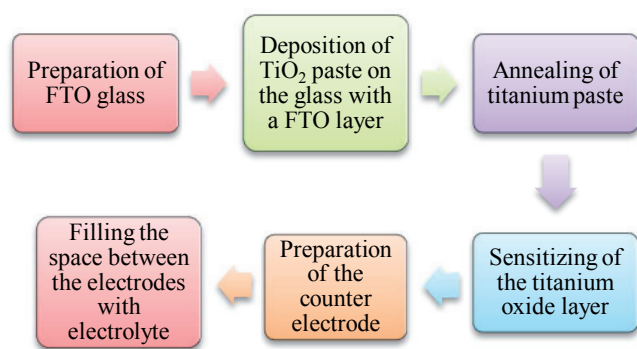 Preparation of
FTO glass
Deposition of
TiO₂ paste on
the glass with
a FTO layer
Annealing of
titanium paste
Sensitizing of
the titanium
oxide layer
Preparation
of the
counter
electrode
Filling the
space between
the electrodes
with
electrolyte